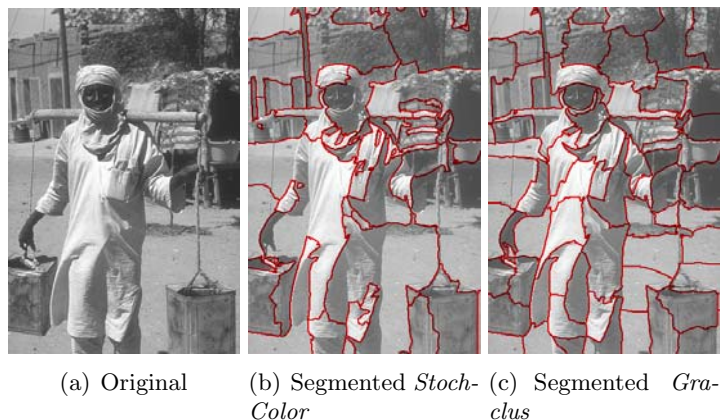 (a) Original
(b) Segmented Stoch-
Color
(c) Segmented Gra-
clus